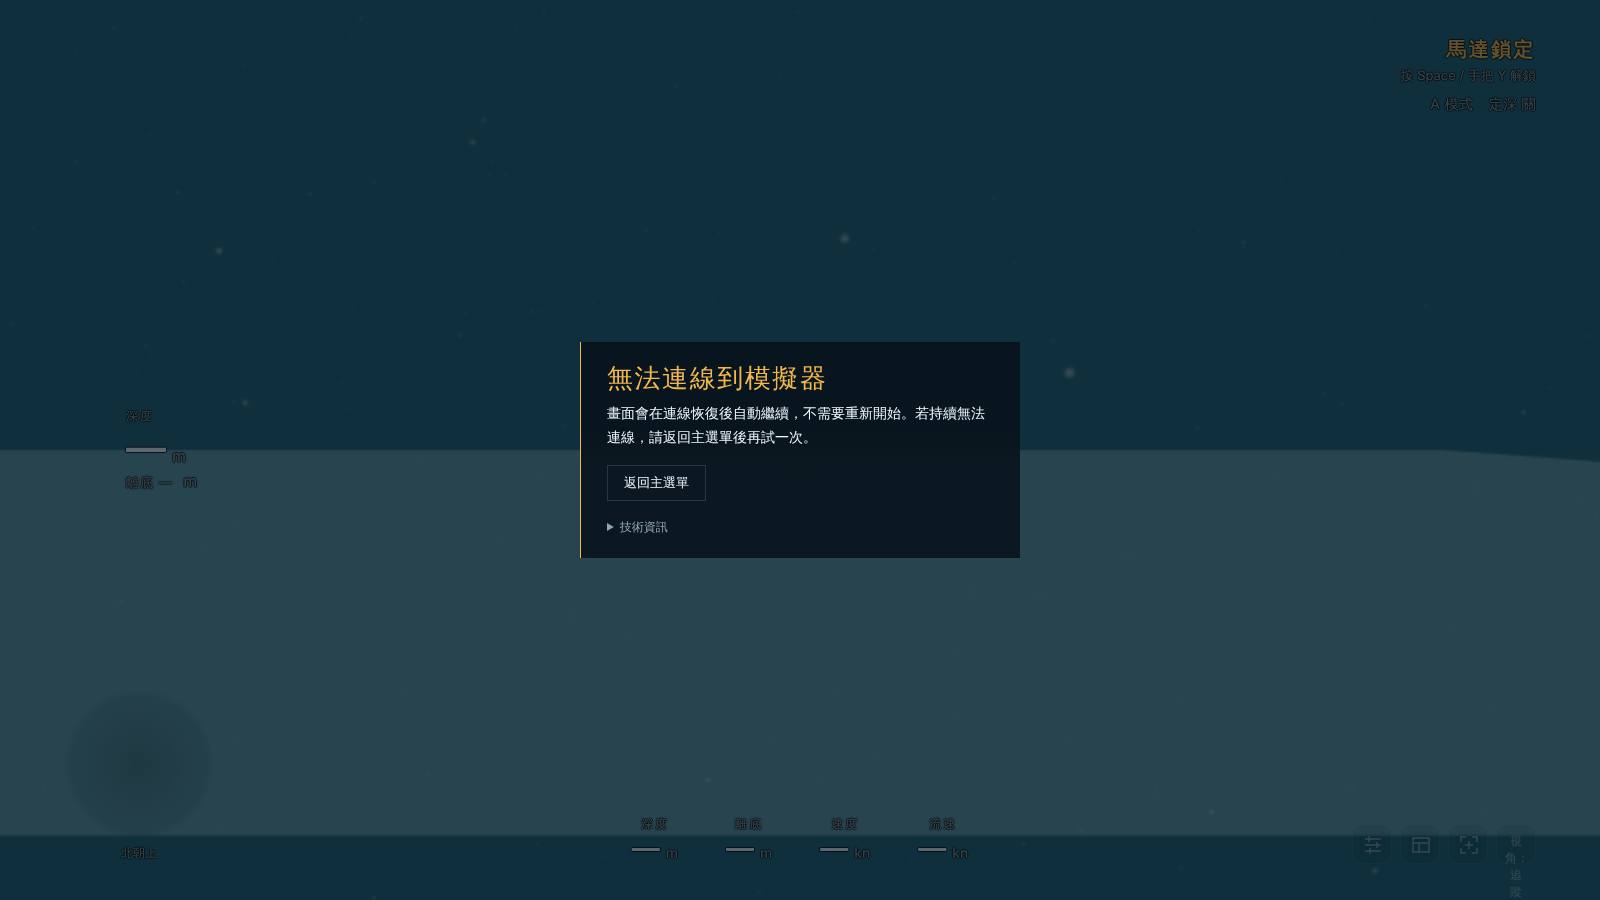 馬達鎖定
按 Space / 手把 Y 解鎖
A 模式 定深 關
無法連線到模擬器
畫面會在連線恢復後自動繼續，不需要重新開始。若持續無法
連線，請返回主選單後再試一次。
返回主選單
▶ 技術資訊
深度
— m
離底 — m
北朝上
深度 離底 速度 流速
— m — m — kn — kn
視
角：
追
蹤